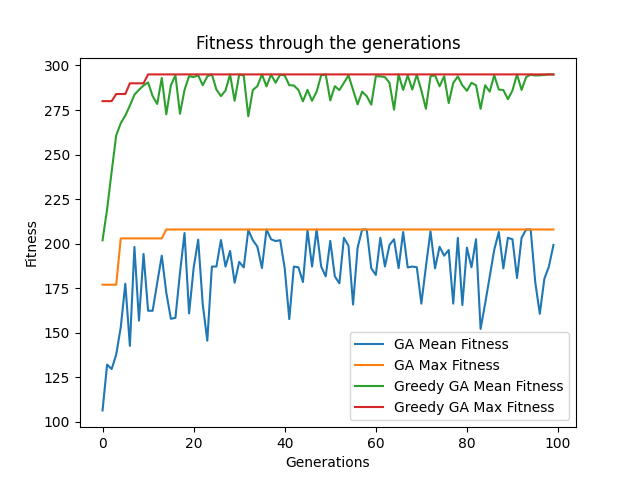 Fitness through the generations
300
275
250
225
200
175
150
125
100
Fitness
0
20
40
60
80
100
Generations
GA Mean Fitness
GA Max Fitness
Greedy GA Mean Fitness
Greedy GA Max Fitness